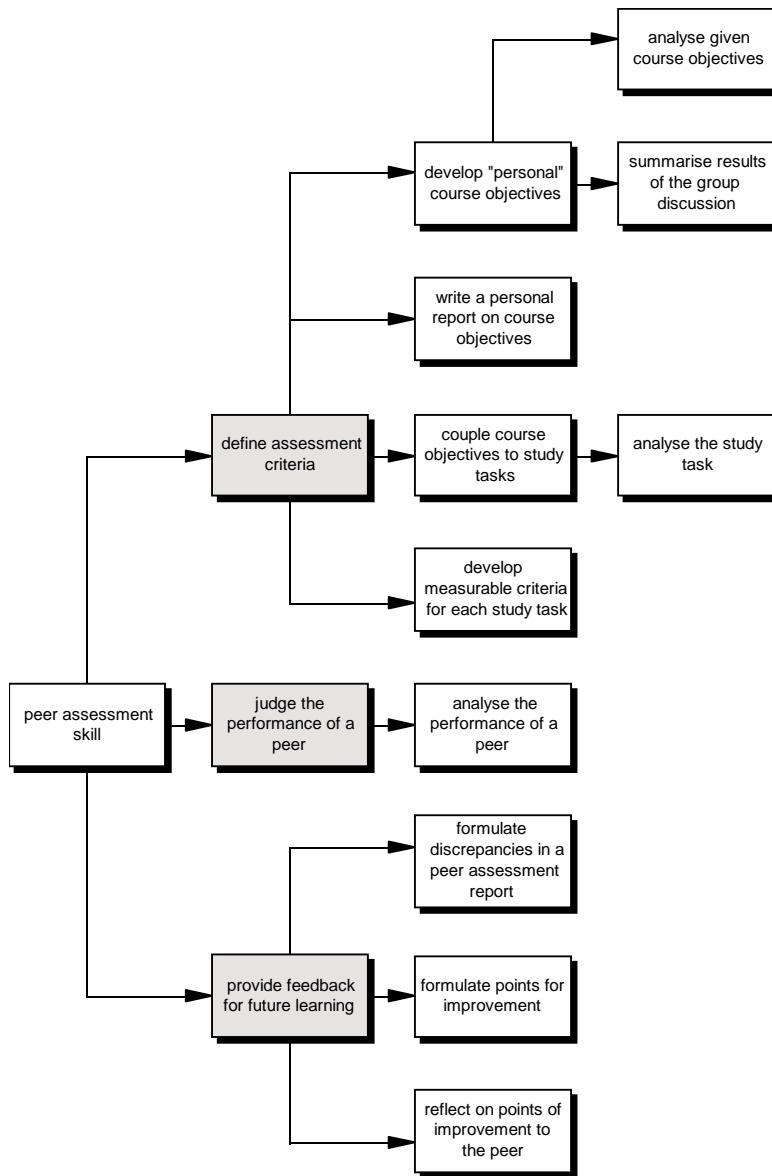 analyse given
course objectives
develop "personal"
course objectives
summarise results
of the group
discussion
write a personal
report on course
objectives
define assessment
criteria
couple course
objectives to study
tasks
analyse the study
task
develop
measurable criteria
for each study task
peer assessment
skill
judge the
performance of a
peer
analyse the
performance of a
peer
formulate
discrepancies in a
peer assessment
report
provide feedback
for future learning
formulate points for
improvement
reflect on points of
improvement to
the peer